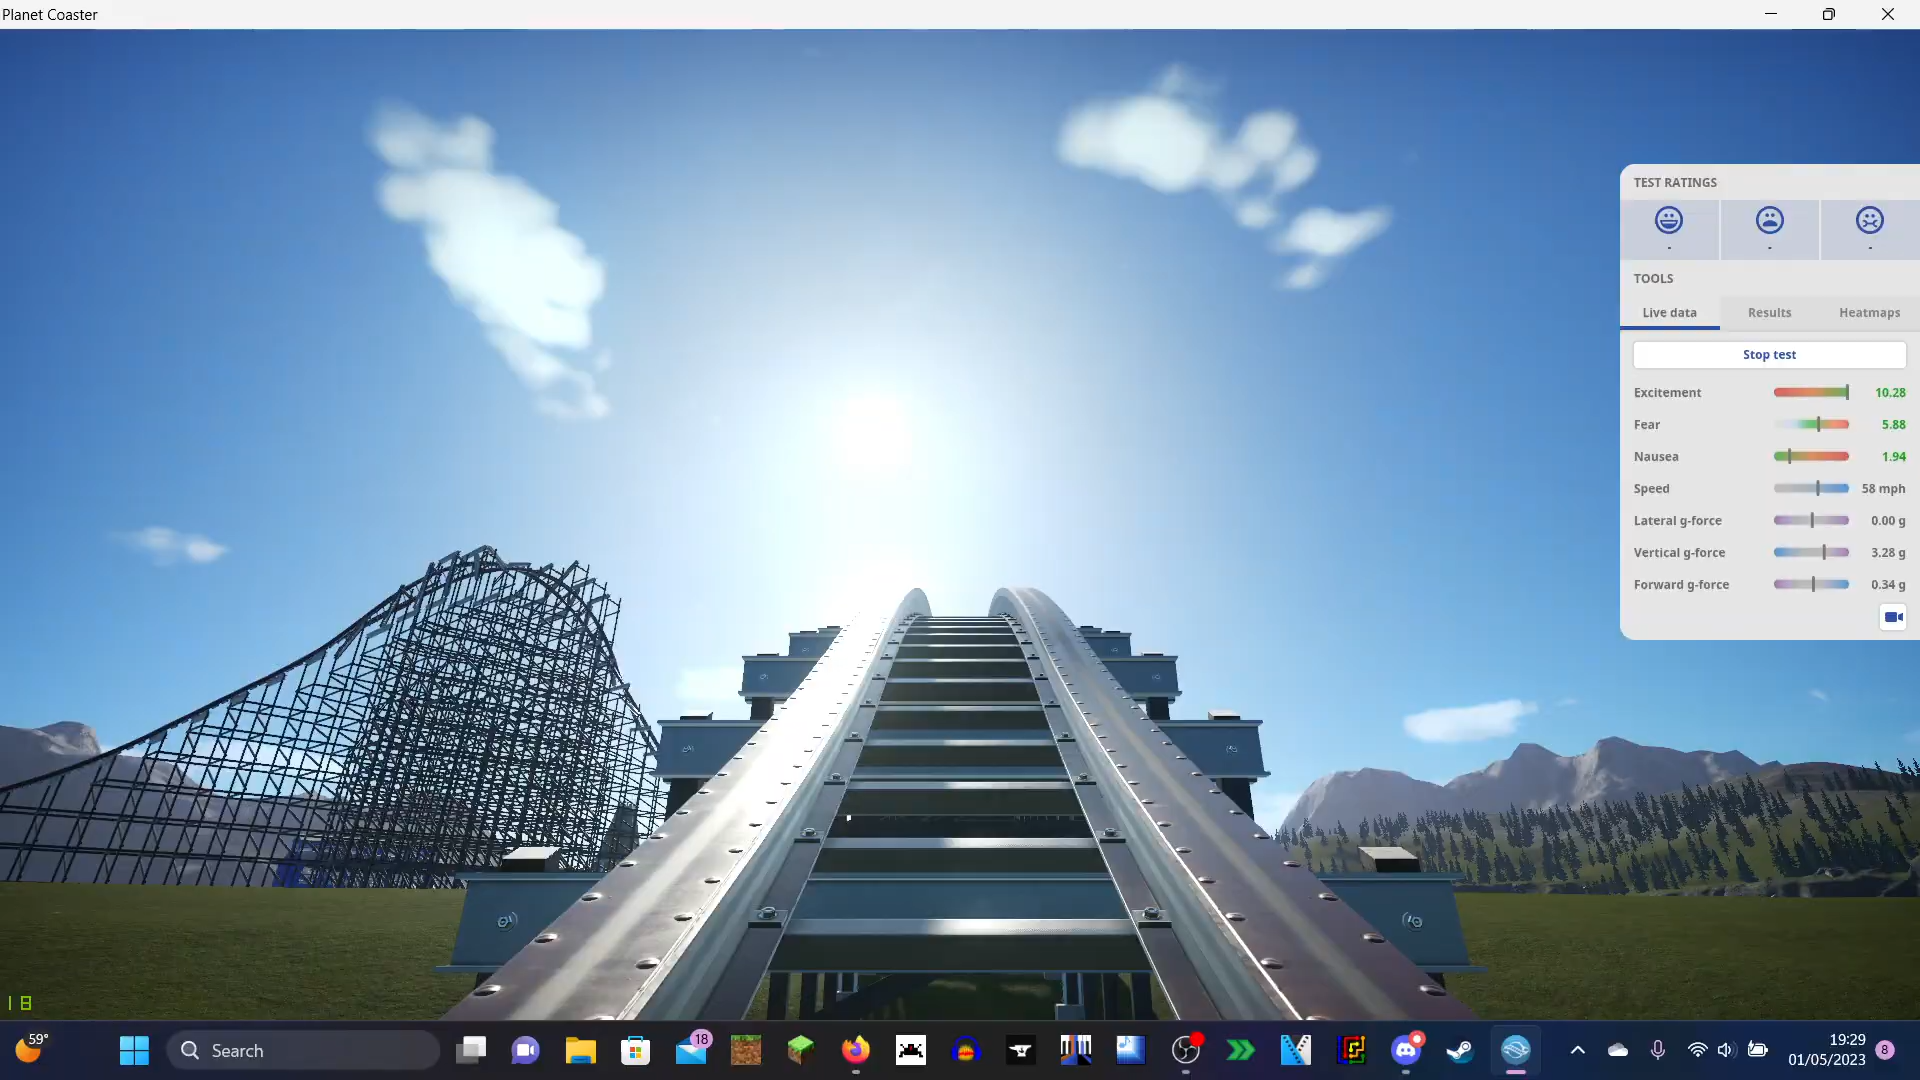 Planet Coaster
TEST RATINGS
- - -
TOOLS
Live data Results Heatmaps
Stop test
Excitement 10.28
Fear 5.88
Nausea 1.94
Speed 58 mph
Lateral g-force 0.00 g
Vertical g-force 3.28 g
Forward g-force 0.34 g
18
59°
Search
18
19:29
01/05/2023
8